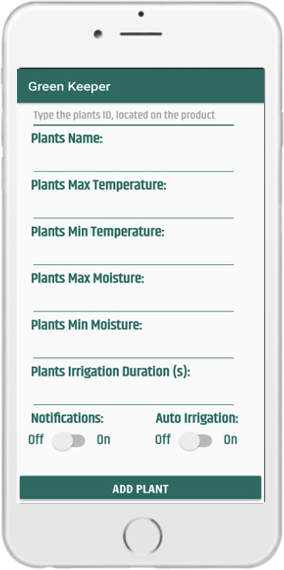 Green Keeper
Type the plants ID, located on the product
Plants Name:
Plants Max Temperature:
Plants Min Temperature:
Plants Max Moisture:
Plants Min Moisture:
Plants Irrigation Duration (s):
Notifications: Auto Irrigation:
Off On Off On
ADD PLANT